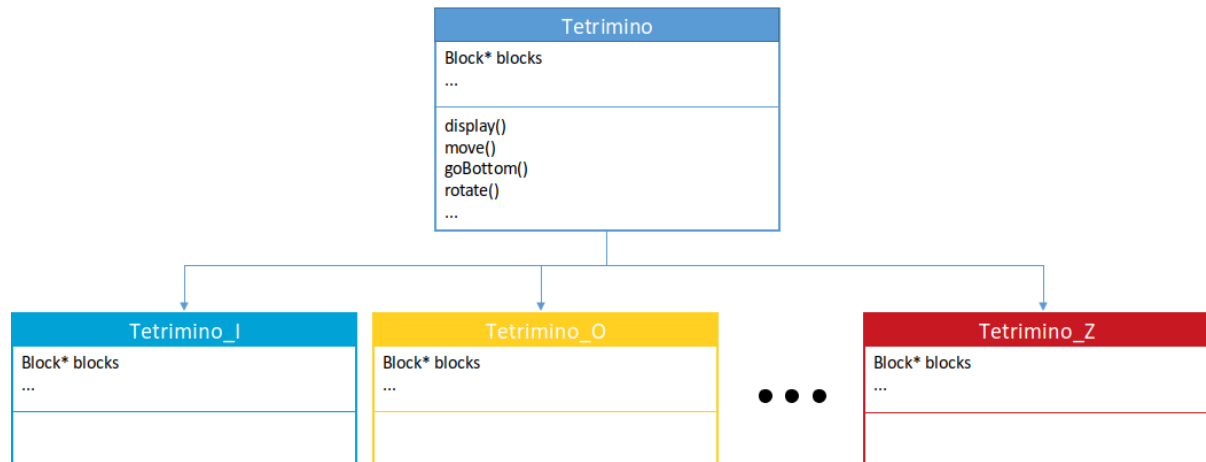 Tetrimino
Block* blocks
...
display()
move()
goBottom()
rotate()
...
Tetrimino_I
Block* blocks
...
Tetrimino_O
Block* blocks
...
Tetrimino_Z
Block* blocks
...